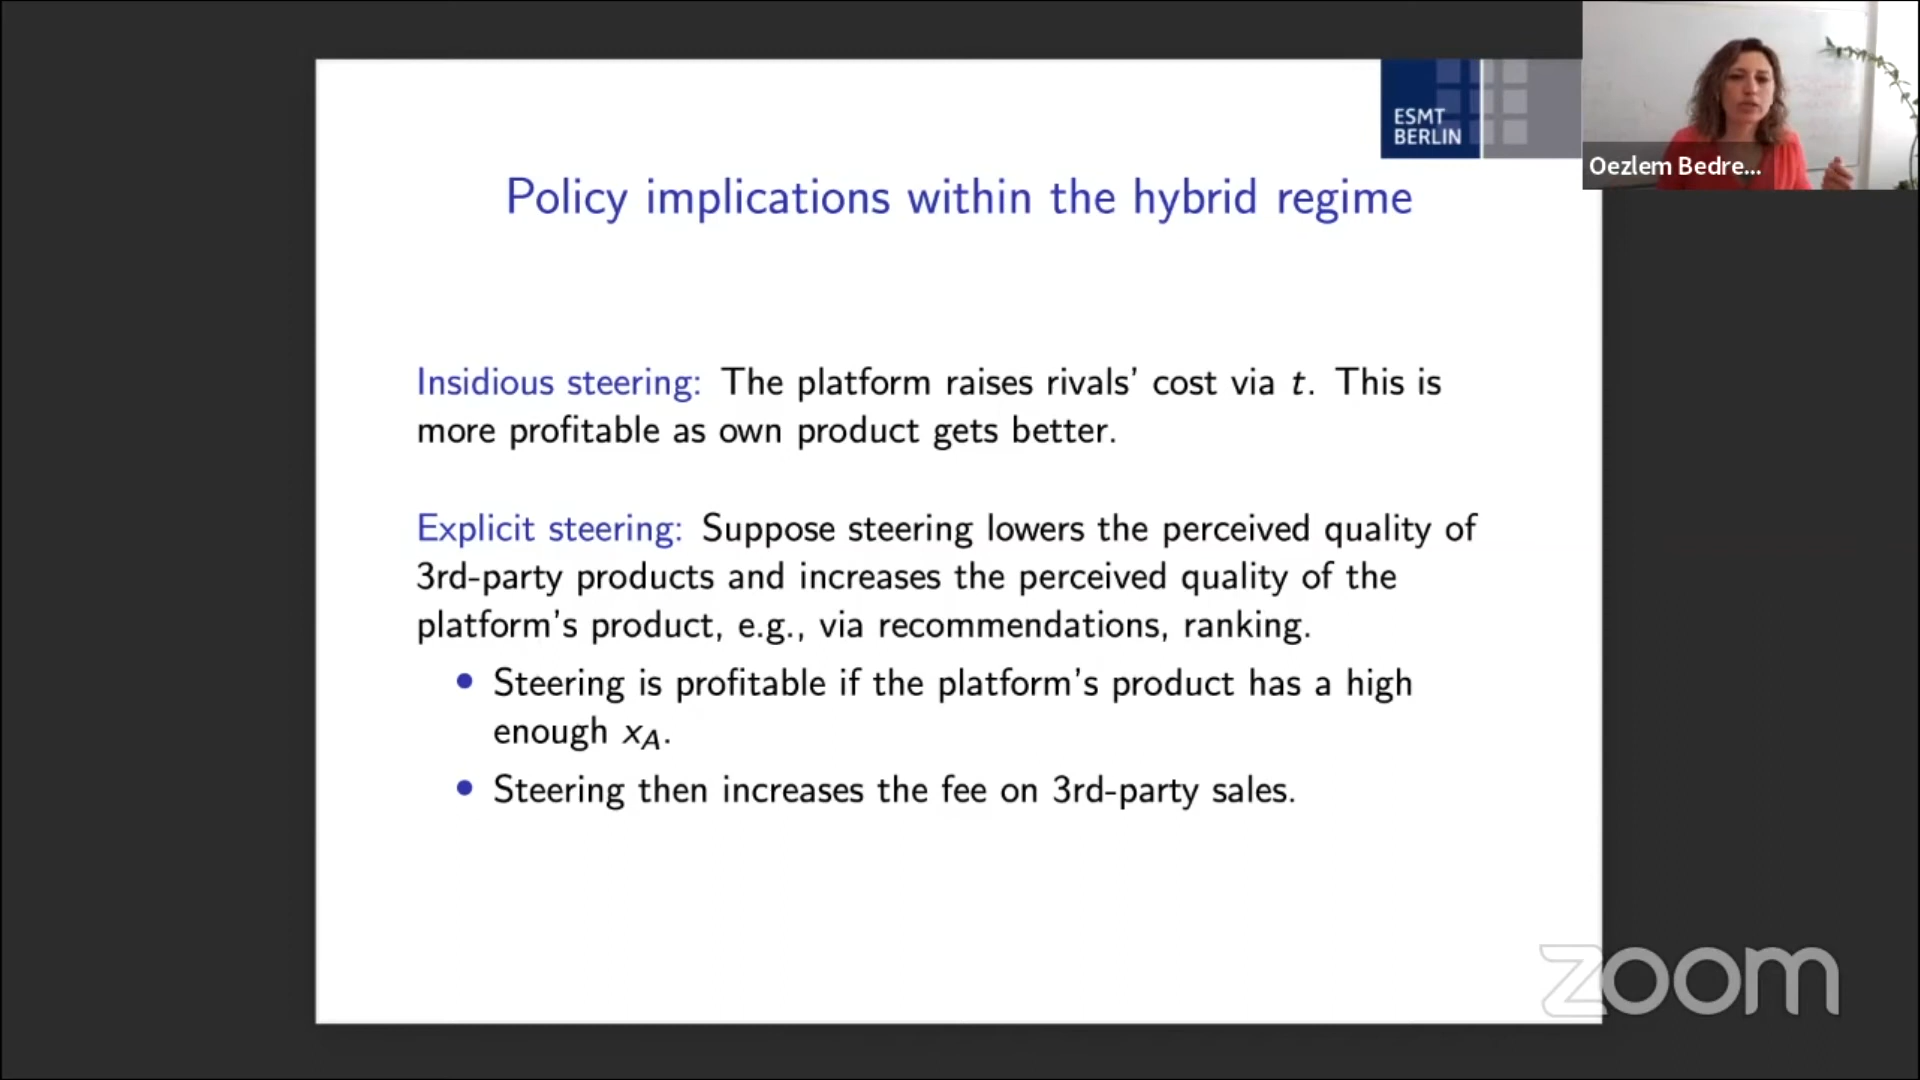 ESMT
BERLIN
Oezlem Bedre...
Policy implications within the hybrid regime
Insidious steering: The platform raises rivals' cost via t. This is
more profitable as own product gets better.
Explicit steering: Suppose steering lowers the perceived quality of
3rd-party products and increases the perceived quality of the
platform's product, e.g., via recommendations, ranking.
• Steering is profitable if the platform's product has a high
enough x_A.
• Steering then increases the fee on 3rd-party sales.
zoom